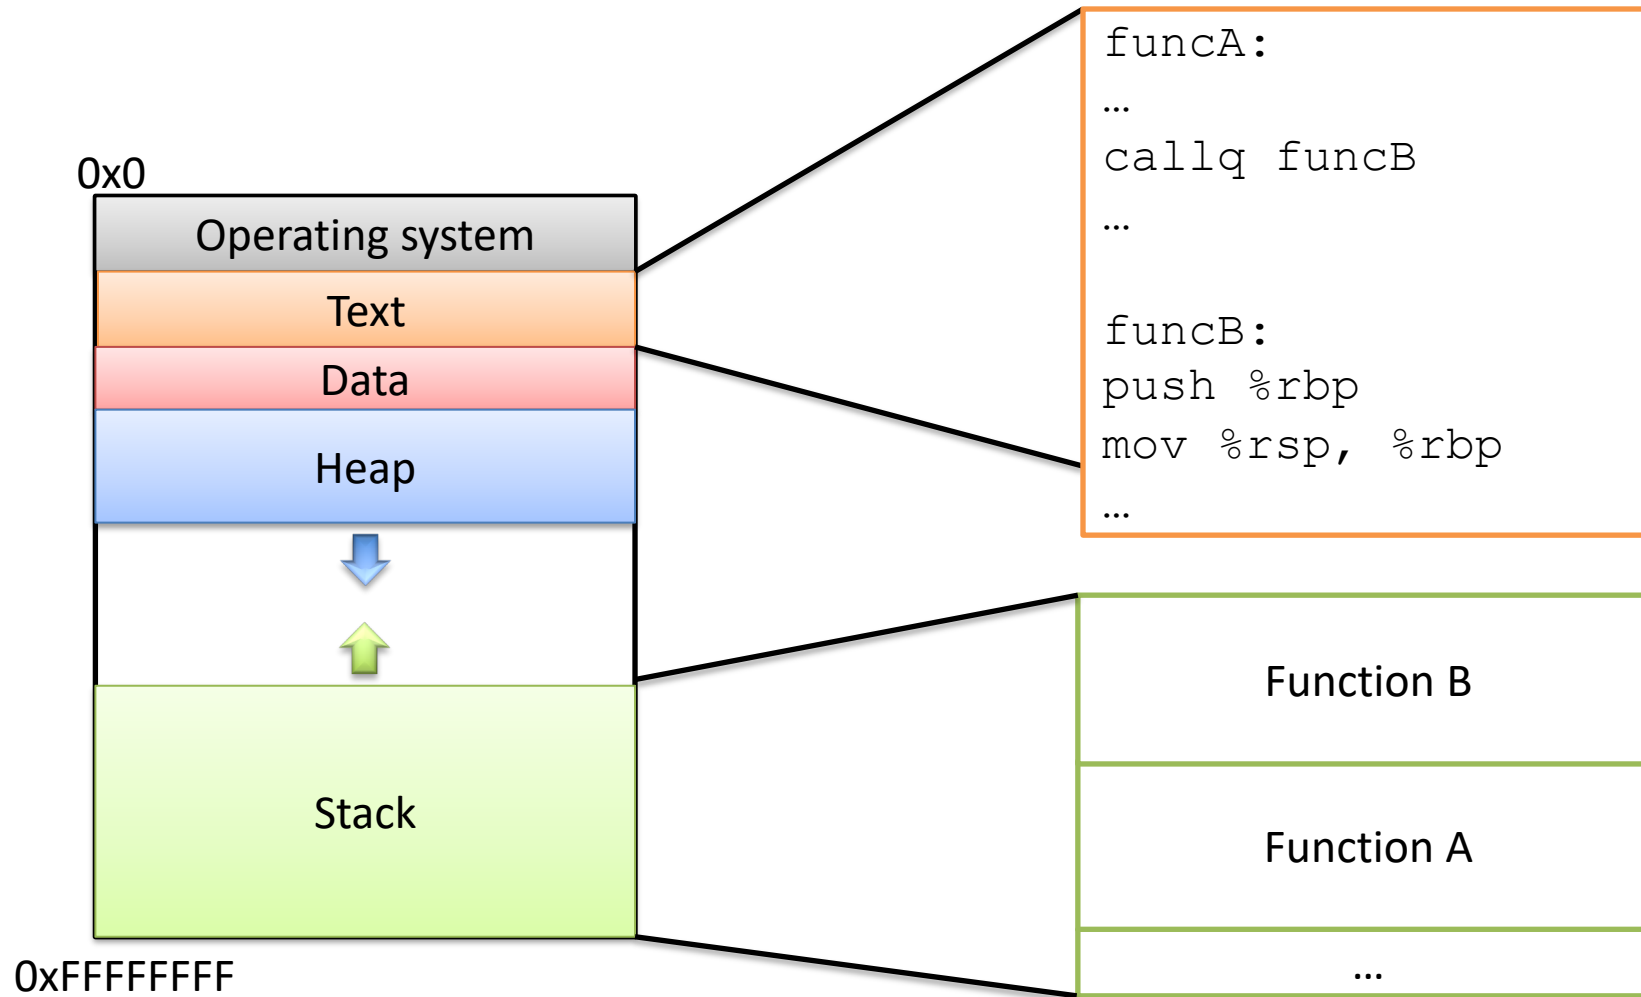 0x0
Operating system
Text
Data
Heap
Stack
0xFFFFFFFF
funcA:
…
callq funcB
…
funcB:
push %rbp
mov %rsp, %rbp
…
Function B
Function A
…